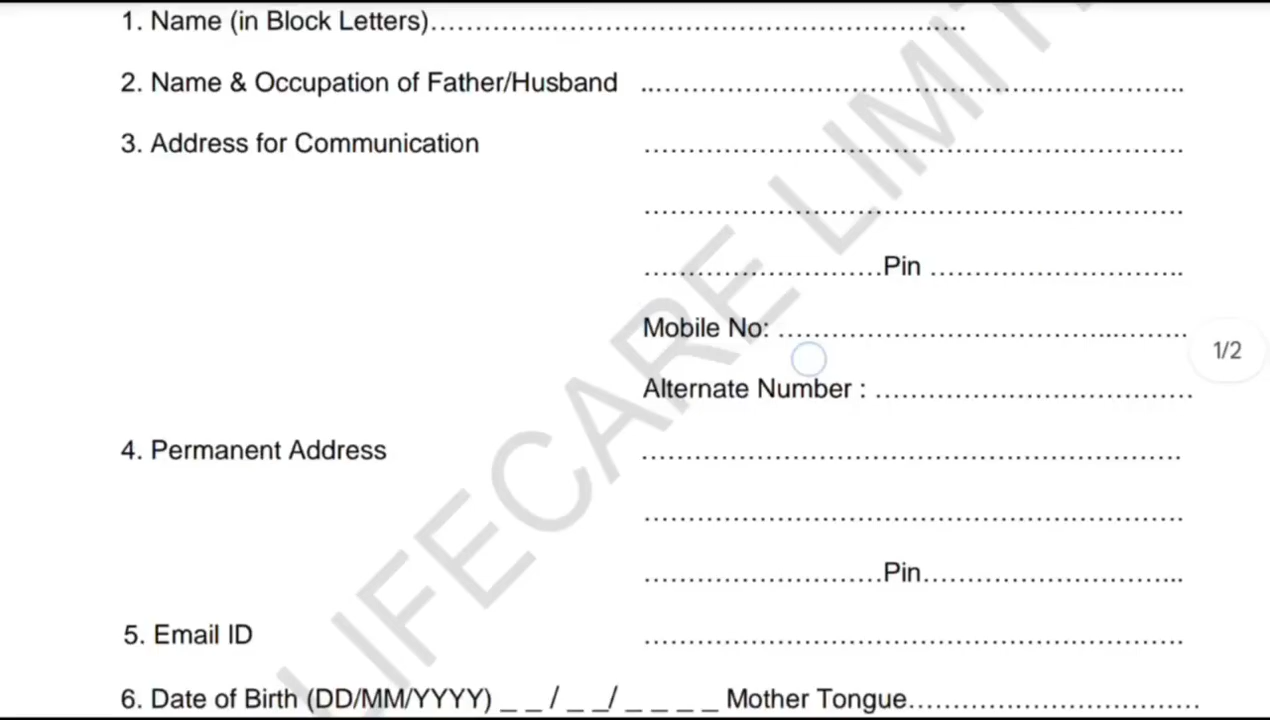 1. Name (in Block Letters)……………………………………………………….
2. Name & Occupation of Father/Husband ……………………………………………………..
3. Address for Communication …………………………………………………….
…………………………………………………….
………………………Pin ………………………..
Mobile No: ………………………………………..
Alternate Number : ………………………………
4. Permanent Address …………………………………………………….
…………………………………………………….
………………………Pin………………………...
5. Email ID …………………………………………………….
6. Date of Birth (DD/MM/YYYY) _ _ / _ _/ _ _ _ _ Mother Tongue……………………………
LIFECARE LIMIT
1/2